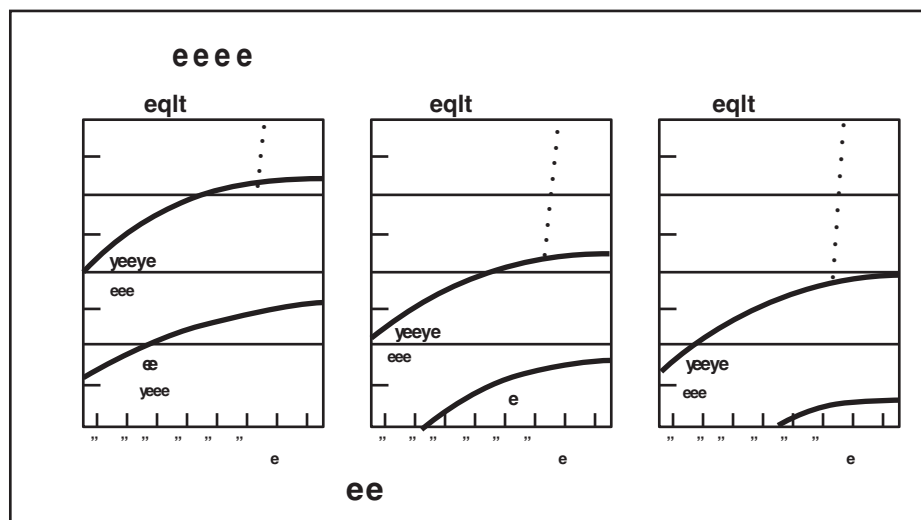 eeee
eqlt eqlt eqlt
yeeye
eee
yeeye
eee
yeeye
eee
yeee
e
” ” ” ” ” ”
” ” ” ” ” ”
” ” ” ” ” ”
e e e
ee